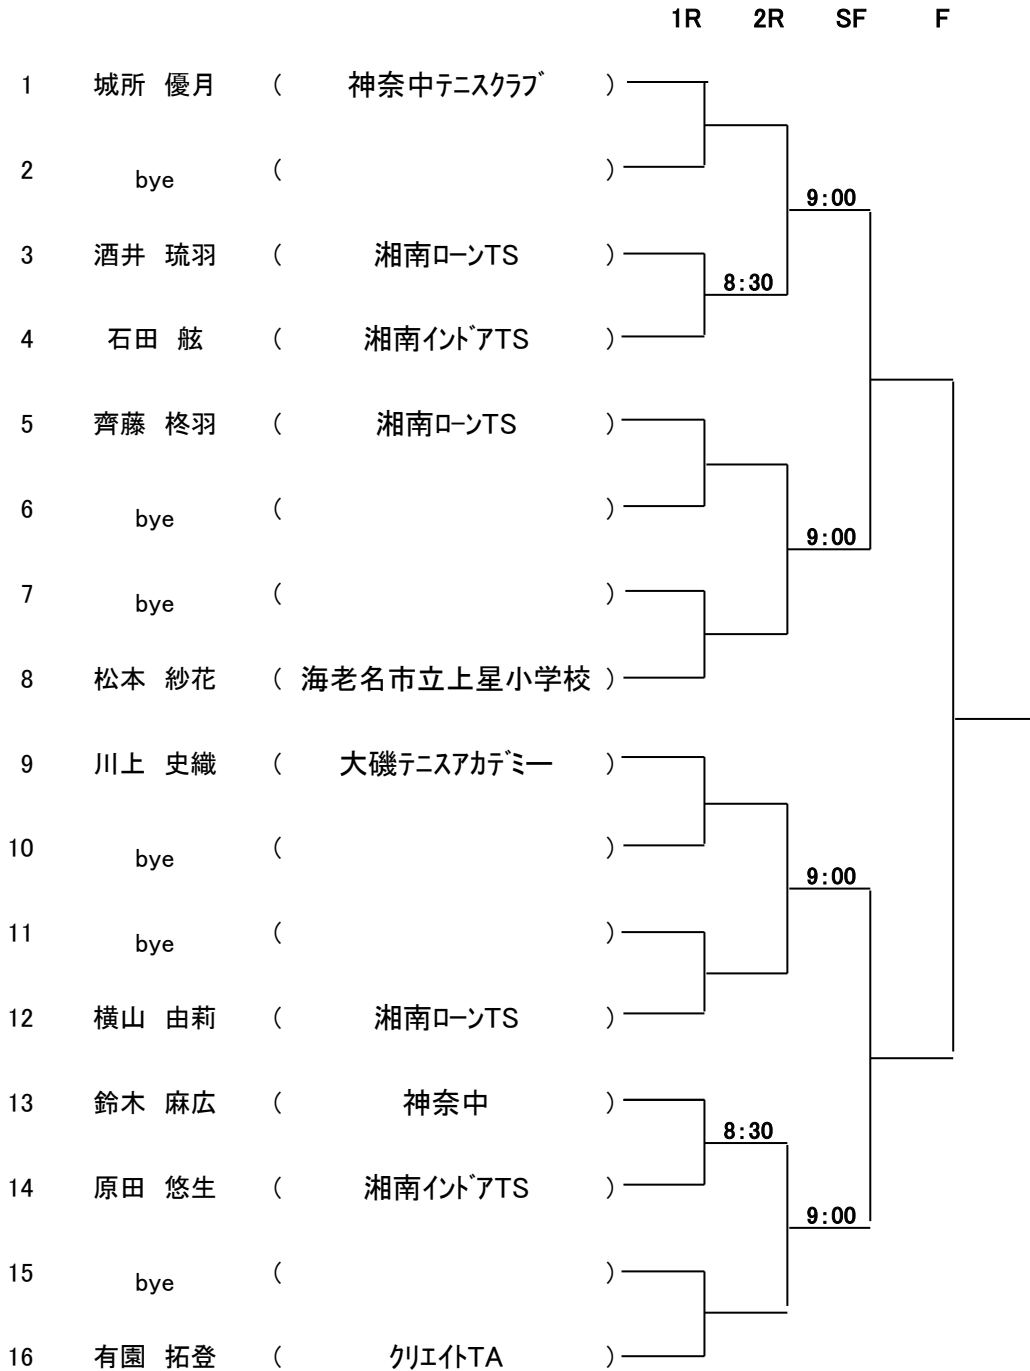 1R 2R SF F
1 城所 優月 ( 神奈中テニスクラブ )
2 bye ( )
9:00
3 酒井 琉羽 ( 湘南ローンTS )
8:30
4 石田 舷 ( 湘南インドアTS )
5 齊藤 柊羽 ( 湘南ローンTS )
6 bye ( )
9:00
7 bye ( )
8 松本 紗花 ( 海老名市立上星小学校 )
9 川上 史織 ( 大磯テニスアカデミー )
10 bye ( )
9:00
11 bye ( )
12 横山 由莉 ( 湘南ローンTS )
13 鈴木 麻広 ( 神奈中 )
8:30
14 原田 悠生 ( 湘南インドアTS )
9:00
15 bye ( )
16 有園 拓登 ( クリエイトTA )